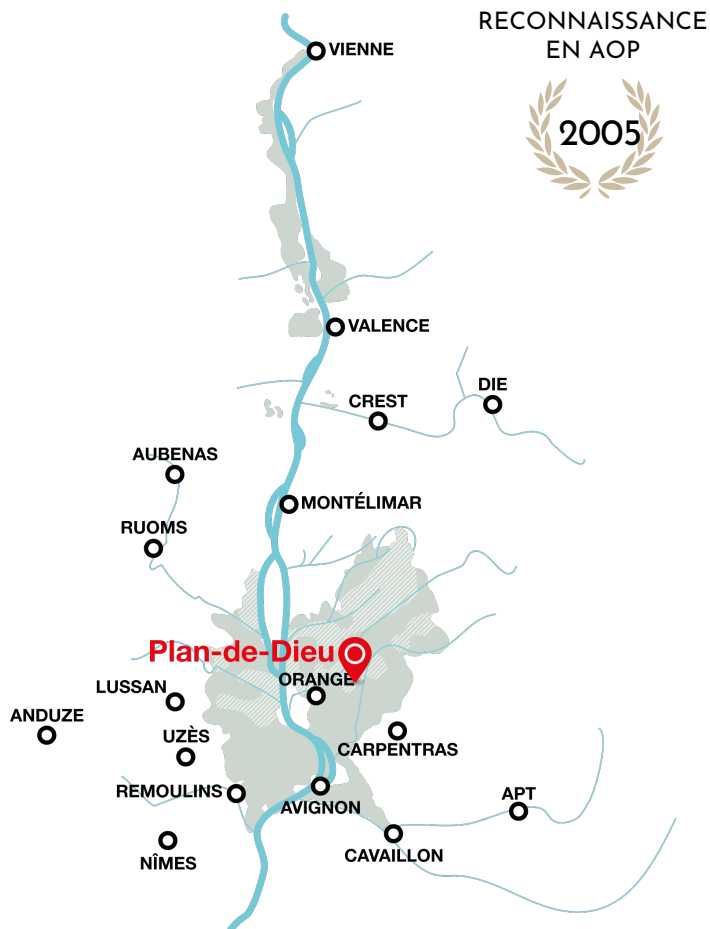 RECONNAISSANCE
EN AOP
2005
VIENNE
VALENCE
DIE
CREST
AUBENAS
MONTÉLIMAR
RUOMS
Plan-de-Dieu
ORANGE
LUSSAN
ANDUZE
UZÈS
CARPENTRAS
REMOULINS
APT
AVIGNON
CAVAILLON
NÎMES